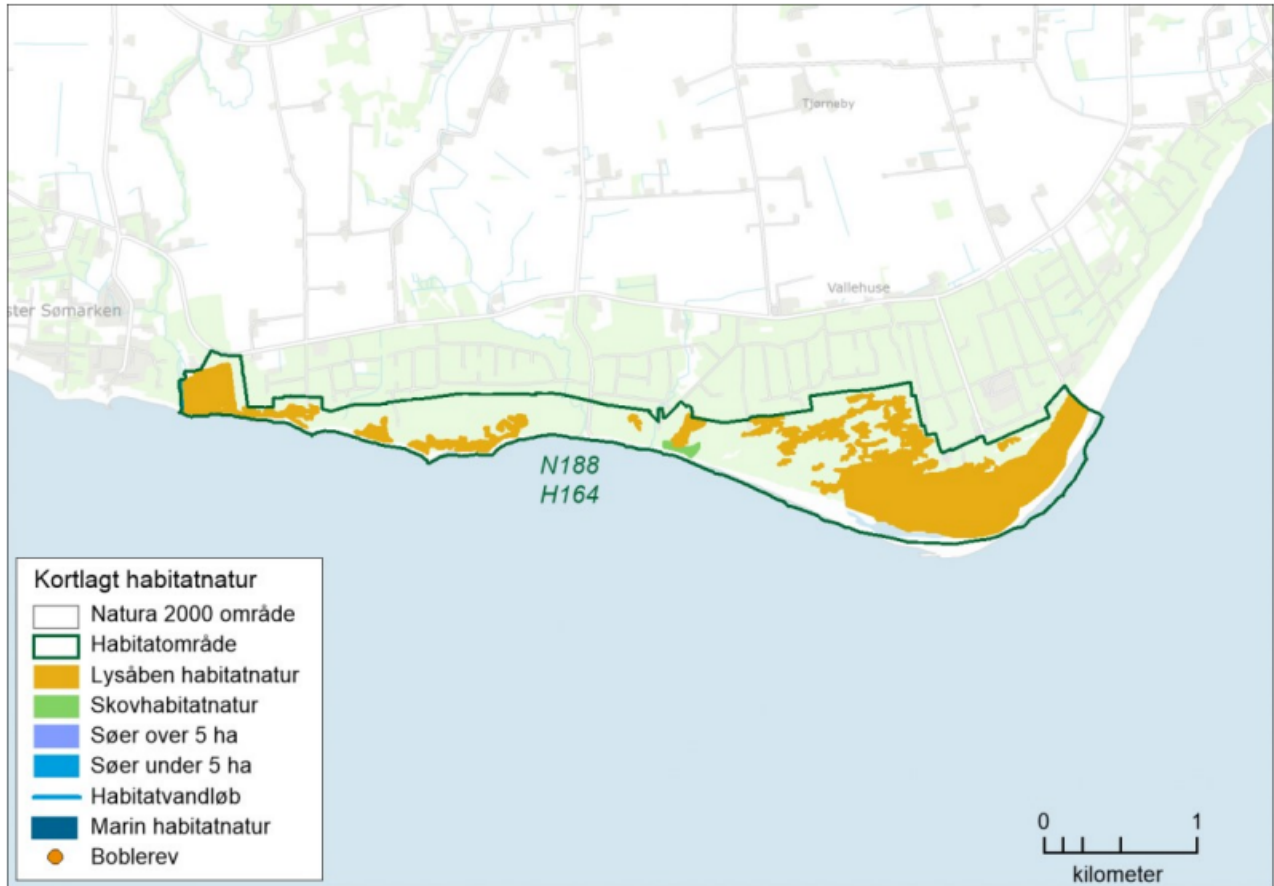 Tjørneby
Vallehuse
ster Sømarken
N188
H164
Kortlagt habitatnatur
Natura 2000 område
Habitatområde
Lysåben habitatnatur
Skovhabitatnatur
Søer over 5 ha
Søer under 5 ha
Habitatvandløb
Marin habitatnatur
Boblerev
0 1
kilometer